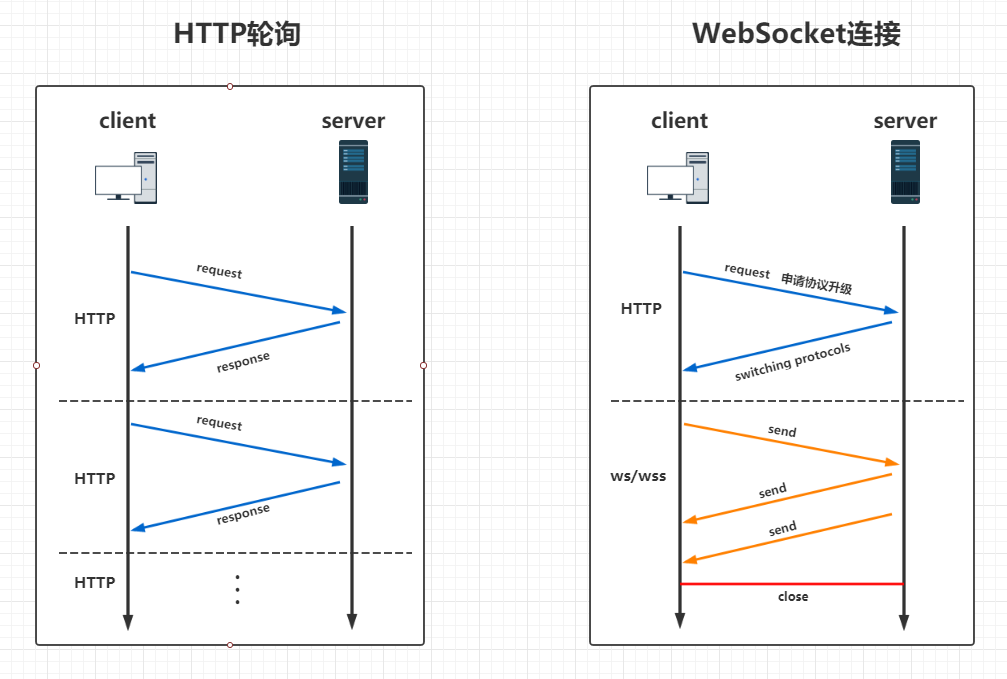 HTTP轮询
client
server
request
HTTP
response
request
HTTP
response
HTTP
WebSocket连接
client
server
request 申请协议升级
HTTP
switching protocols
send
ws/wss
send
send
close